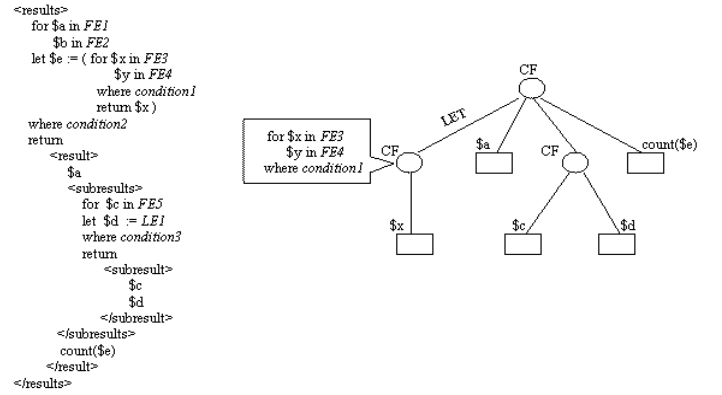 <results>
for $a in FE1
$b in FE2
let $e := ( for $x in FE3
$y in FE4
where condition1
return $x )
where condition2
return
<result>
$a
<subresults>
for $c in FE5
let $d := LE1
where condition3
return
<subresult>
$c
$d
</subresult>
</subresults>
count($e)
</result>
</results>
CF
LET
for $x in FE3
$y in FE4
where condition1
CF
$a
CF
count($e)
$x
$c
$d